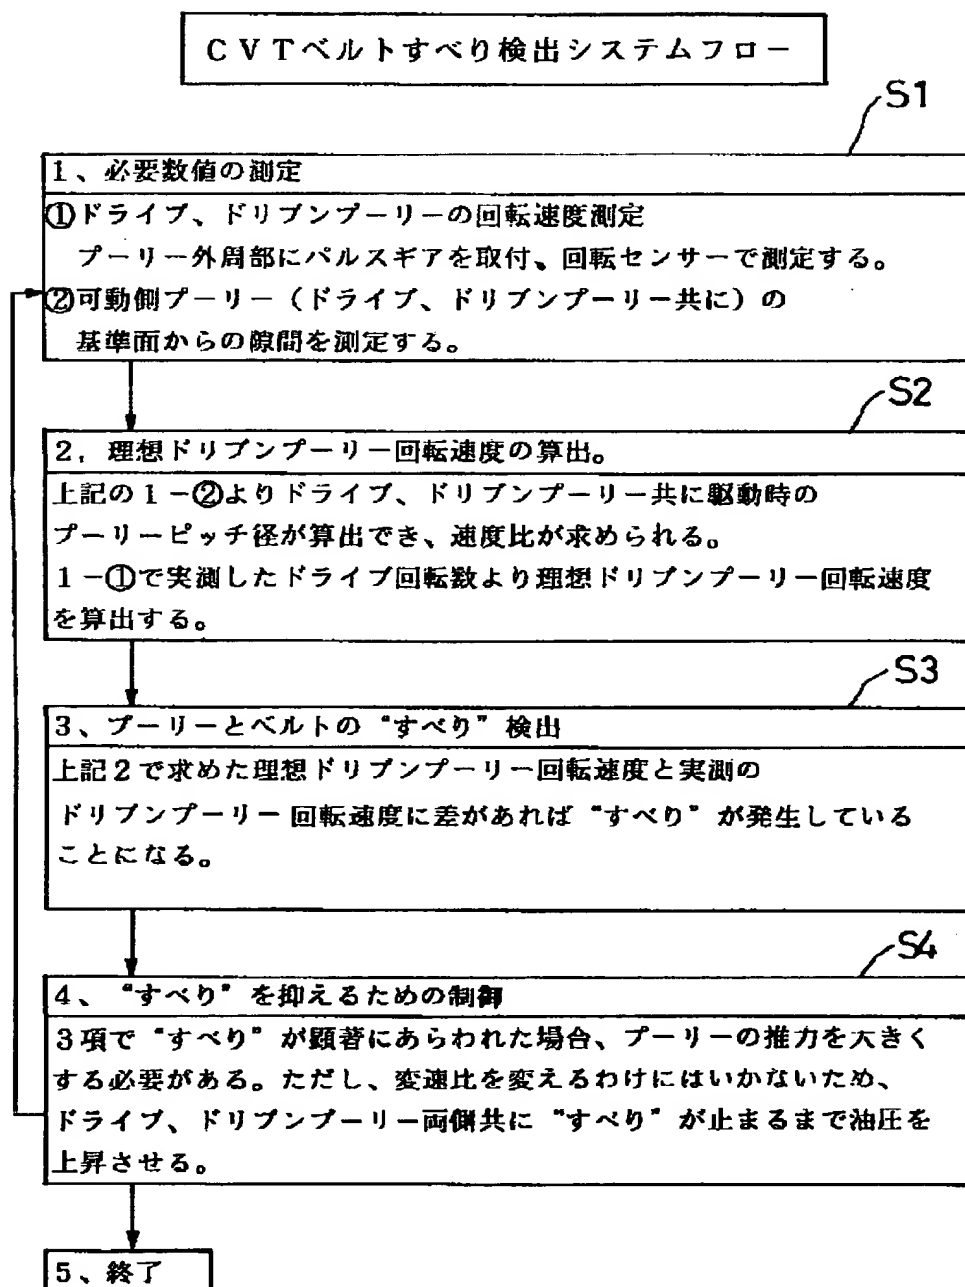 CVTベルトすべり検出システムフロー
S1
1、必要数値の測定
①ドライブ、ドリブンプーリーの回転速度測定
プーリー外周部にパルスギアを取付、回転センサーで測定する。
②可動側プーリー(ドライブ、ドリブンプーリー共に)の
基準面からの隙間を測定する。
S2
2, 理想ドリブンプーリー回転速度の算出。
上記の1-②よりドライブ、ドリブンプーリー共に駆動時の
プーリーピッチ径が算出でき、速度比が求められる。
1-①で実測したドライブ回転数より理想ドリブンプーリー回転速度
を算出する。
S3
3、プーリーとベルトの“すべり”検出
上記2で求めた理想ドリブンプーリー回転速度と実測の
ドリブンプーリー回転速度に差があれば“すべり”が発生している
ことになる。
S4
4、“すべり”を抑えるための制御
3項で“すべり”が顕著にあらわれた場合、プーリーの推力を大きく
する必要がある。ただし、変速比を変えるわけにはいかないため、
ドライブ、ドリブンプーリー両側共に“すべり”が止まるまで油圧を
上昇させる。
5、終了